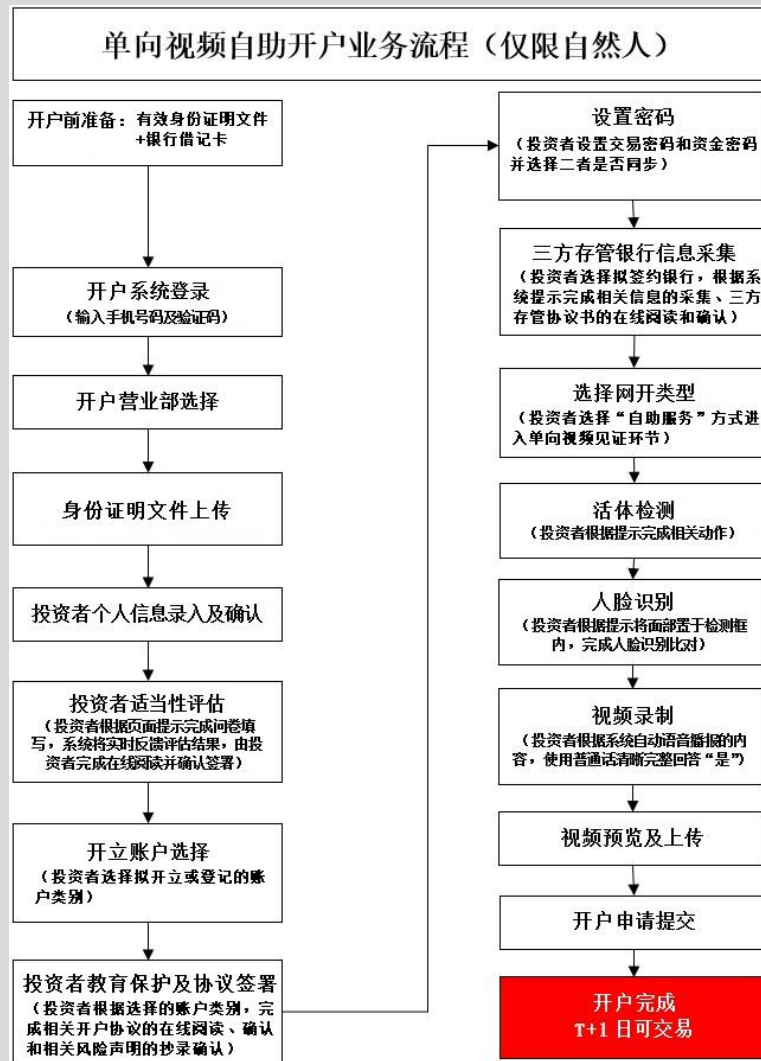 单向视频自助开户业务流程（仅限自然人）
开户前准备：有效身份证明文件
+银行借记卡
开户系统登录
（输入手机号码及验证码）
开户营业部选择
身份证明文件上传
投资者个人信息录入及确认
投资者适当性评估
（投资者根据页面提示完成问卷填
写，系统将实时反馈评估结果，由投
资者完成在线阅读并确认签署）
开立账户选择
（投资者选择拟开立或登记的账
户类别）
投资者教育保护及协议签署
（投资者根据选择的账户类别，完
成相关开户协议的在线阅读、确认
和相关风险声明的抄录确认）
设置密码
（投资者设置交易密码和资金密码
并选择二者是否同步）
三方存管银行信息采集
（投资者选择拟签约银行，根据系
统提示完成相关信息的采集、三方
存管协议书的在线阅读和确认）
选择网开类型
（投资者选择“自助服务”方式进
入单向视频见证环节）
活体检测
（投资者根据提示完成相关动作）
人脸识别
（投资者根据提示将面部置于检测框
内，完成人脸识别比对）
视频录制
（投资者根据系统自动语音播报的内
容，使用普通话清晰完整回答“是”）
视频预览及上传
开户申请提交
开户完成
T+1 日可交易